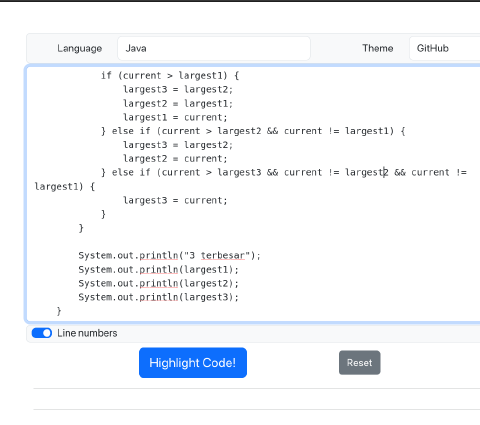 Language Java Theme GitHub
if (current > largest1) {
largest3 = largest2;
largest2 = largest1;
largest1 = current;
} else if (current > largest2 && current != largest1) {
largest3 = largest2;
largest2 = current;
} else if (current > largest3 && current != largest2 && current !=
largest1) {
largest3 = current;
}
}
System.out.println("3 terbesar");
System.out.println(largest1);
System.out.println(largest2);
System.out.println(largest3);
}
Line numbers
Highlight Code! Reset